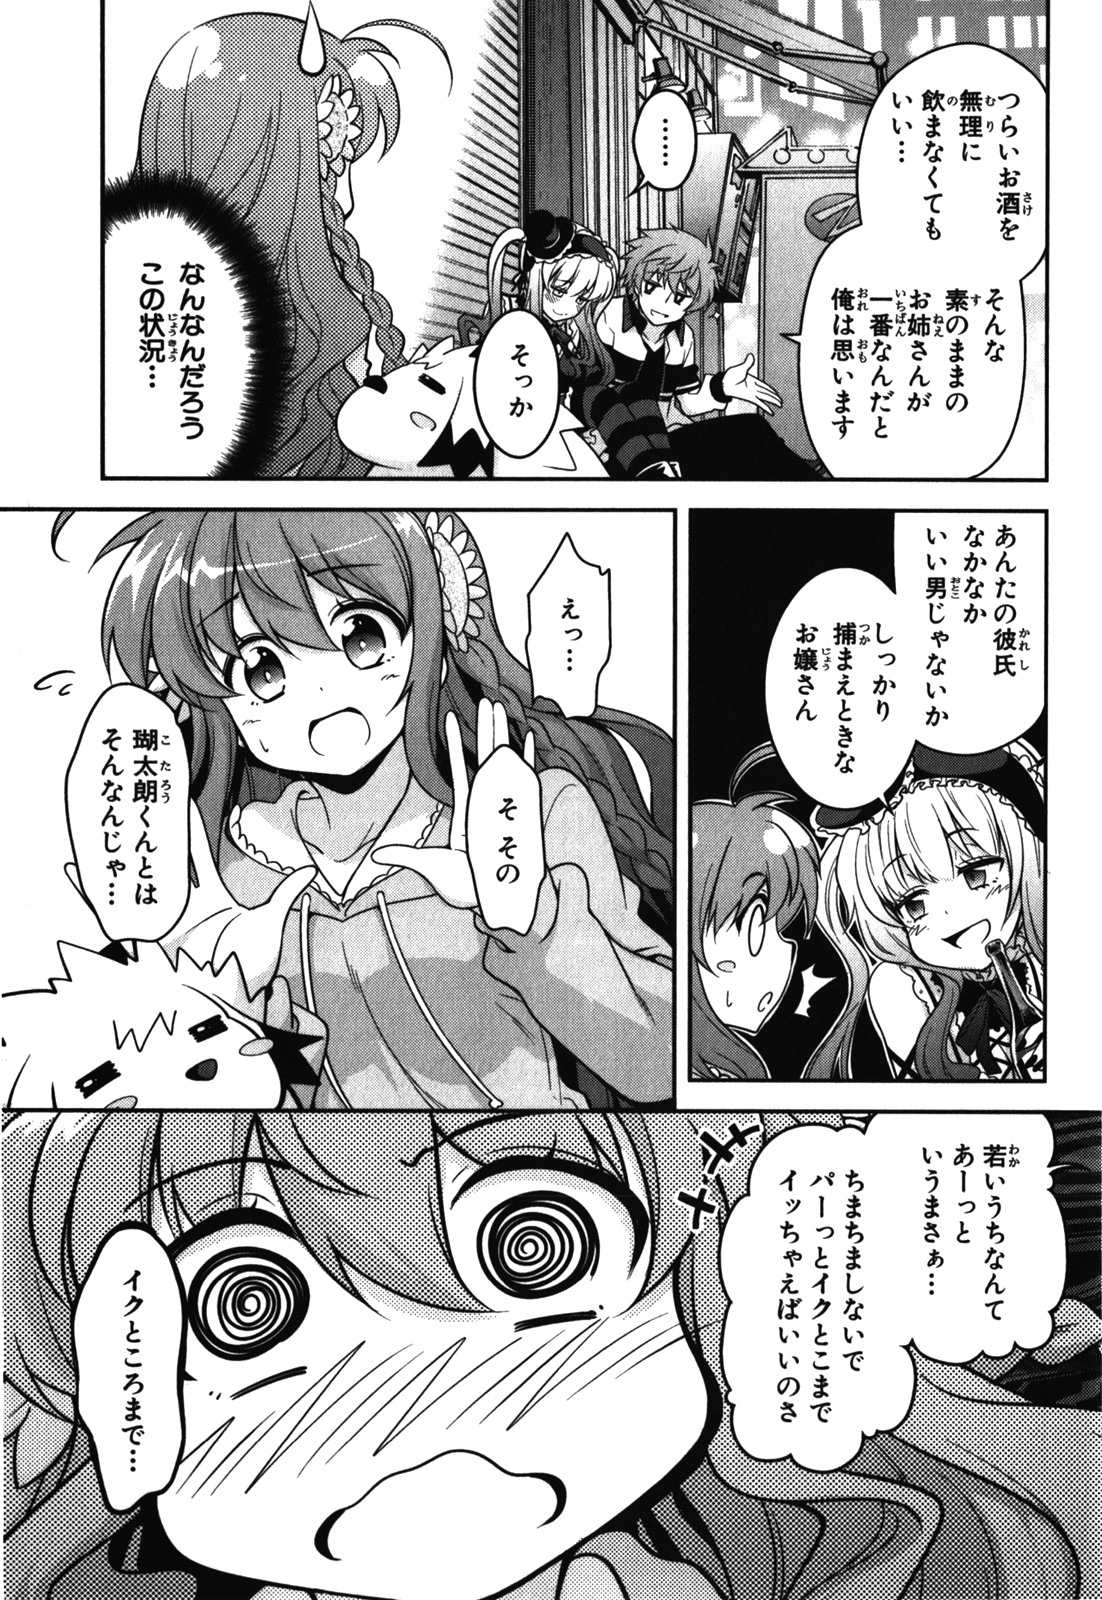 つらいお酒を
無理に
飲まなくても
いい…
そんな
素のままの
お姉さんが
一番なんだと
俺は思います
………
そっか
なんなんだろう
この状況…
あんたの彼氏
なかなか
いい男じゃないか
しっかり
捕まえときな
お嬢さん
えっ…
そ その
瑚太朗くんとは
そんなんじゃ…
若いうちなんて
あーっと
いうまさぁ…
ちまちましないで
パーっとイクとこまで
イッちゃえばいいのさ
イクところまで…